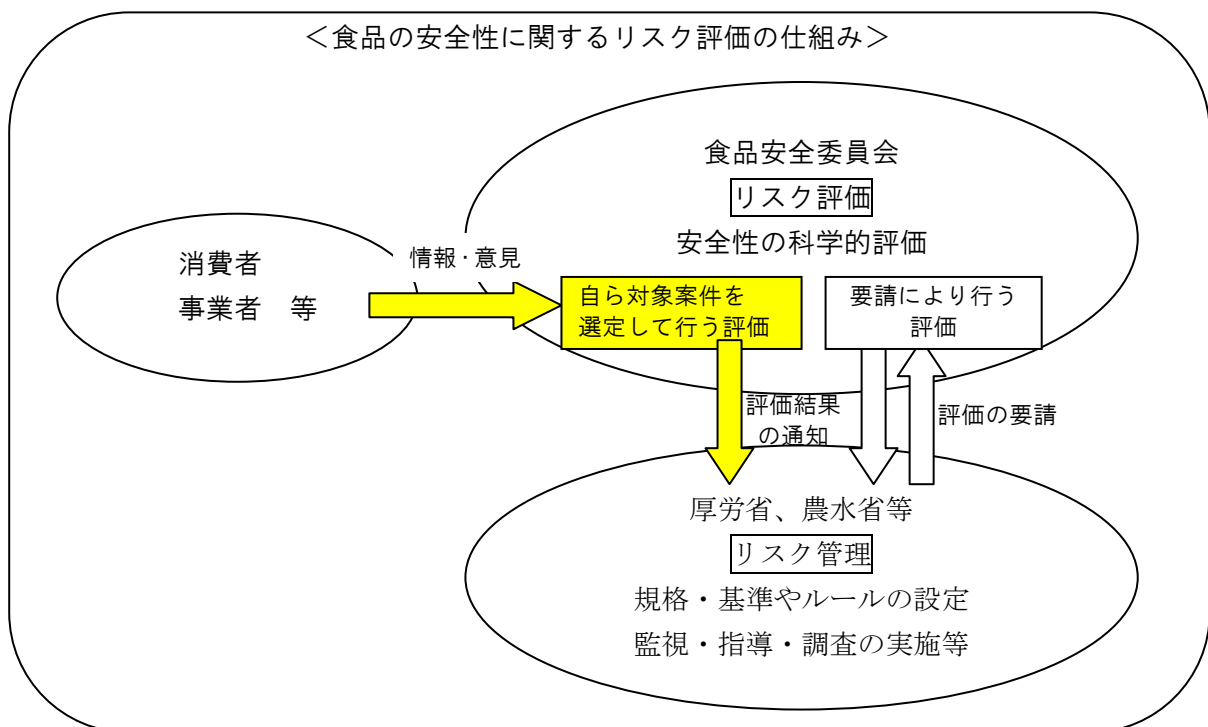 ＜食品の安全性に関するリスク評価の仕組み＞
食品安全委員会
リスク評価
安全性の科学的評価
消費者
事業者　等
情報・意見
自ら対象案件を
選定して行う評価
要請により行う
評価
評価結果
の通知
評価の要請
厚労省、農水省等
リスク管理
規格・基準やルールの設定
監視・指導・調査の実施等